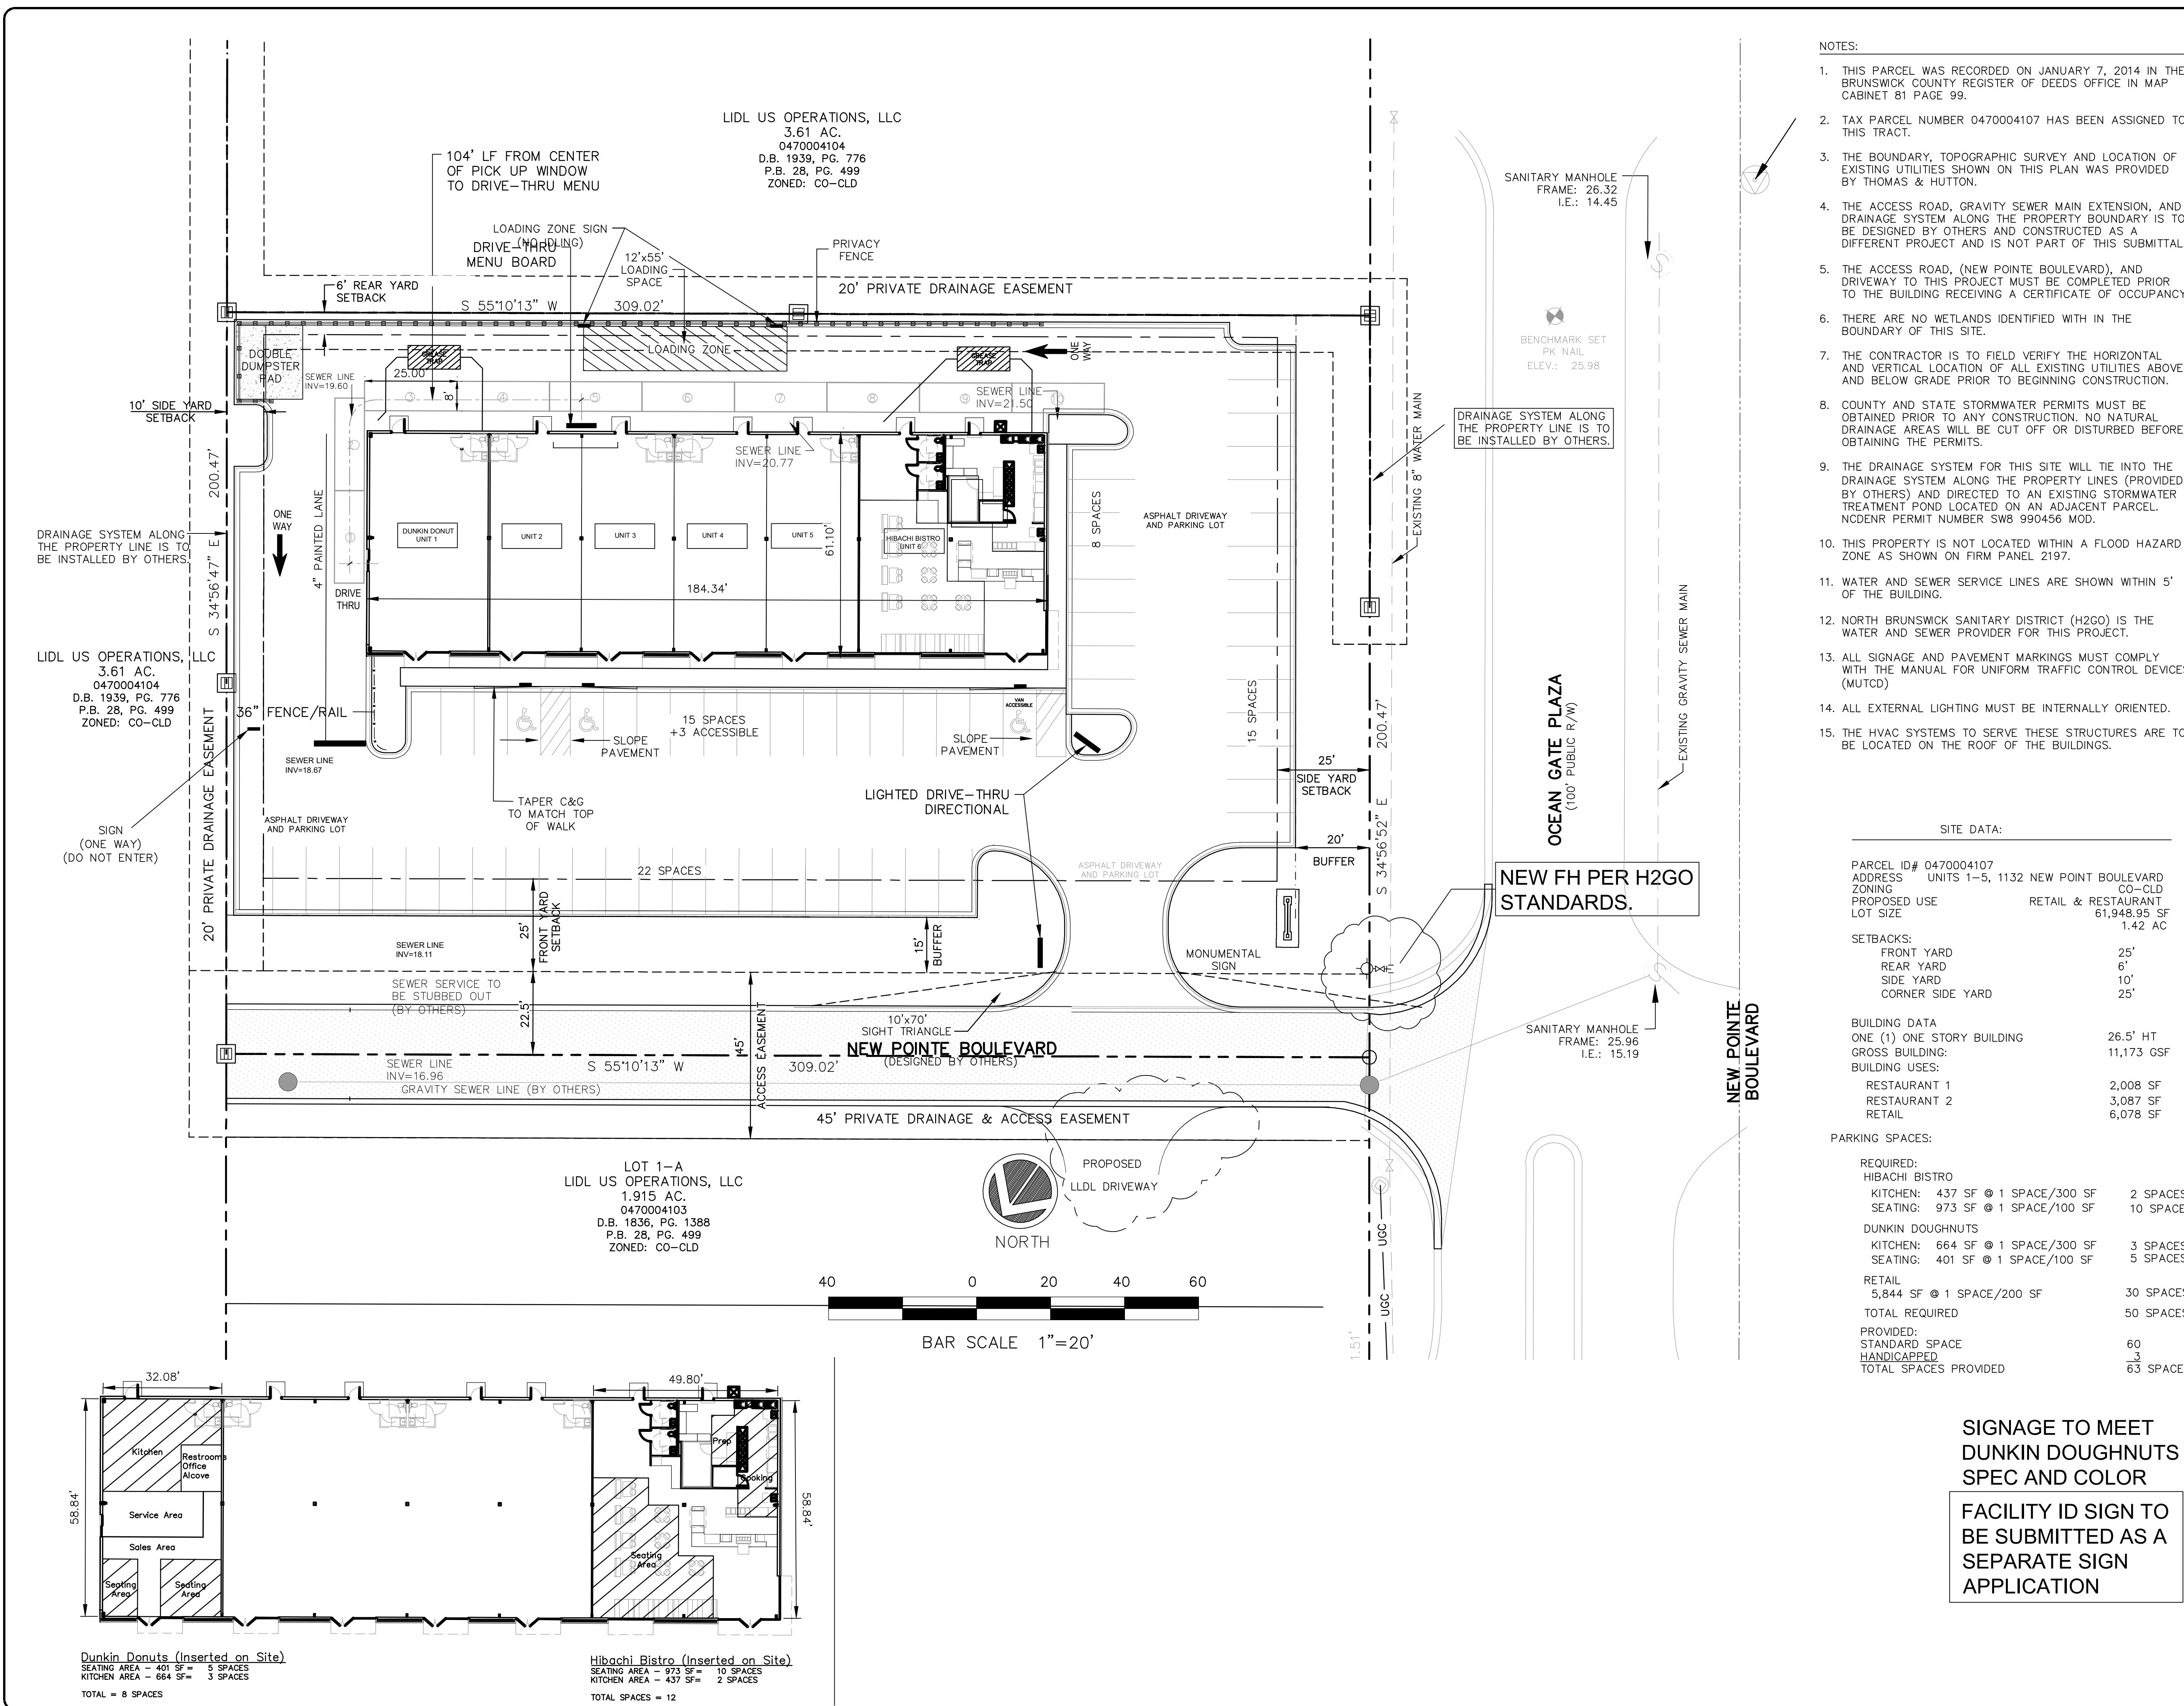 LIDL US OPERATIONS, LLC
3.61 AC.
0470004104
D.B. 1939, PG. 776
P.B. 28, PG. 499
ZONED: CO-CLD
104' LF FROM CENTER
OF PICK UP WINDOW
TO DRIVE-THRU MENU
LOADING ZONE SIGN
(NO IDLING)
DRIVE-THRU
MENU BOARD
12'x55'
LOADING
SPACE
PRIVACY
FENCE
6' REAR YARD
SETBACK
S 55°10'13" W 309.02'
20' PRIVATE DRAINAGE EASEMENT
SANITARY MANHOLE
FRAME: 26.32
I.E.: 14.45
S
BENCHMARK SET
PK NAIL
ELEV.: 25.98
DOUBLE
DUMPSTER
PAD
SEWER LINE
INV=19.60
GREASE
TRAP
25.00'
8'
LOADING ZONE
GREASE
TRAP
ONE
WAY
SEWER LINE
INV=21.50
3
4
5
6
7
8
9
10
10' SIDE YARD
SETBACK
SEWER LINE
INV=20.77
DRAINAGE SYSTEM ALONG
THE PROPERTY LINE IS TO
BE INSTALLED BY OTHERS.
EXISTING 8" WATER MAIN
S 34°56'47" E 200.47'
ONE
WAY
4" PAINTED LANE
DRIVE
THRU
DUNKIN DONUT
UNIT 1
UNIT 2
UNIT 3
UNIT 4
UNIT 5
HIBACHI BISTRO
UNIT 6
61.10'
184.34'
8 SPACES
ASPHALT DRIVEWAY
AND PARKING LOT
DRAINAGE SYSTEM ALONG
THE PROPERTY LINE IS TO
BE INSTALLED BY OTHERS.
LIDL US OPERATIONS, LLC
3.61 AC.
0470004104
D.B. 1939, PG. 776
P.B. 28, PG. 499
ZONED: CO-CLD
20' PRIVATE DRAINAGE EASEMENT
36" FENCE/RAIL
SEWER LINE
INV=18.67
15 SPACES
+3 ACCESSIBLE
SLOPE
PAVEMENT
SLOPE
PAVEMENT
VAN
ACCESSIBLE
15 SPACES
25'
SIDE YARD
SETBACK
20'
BUFFER
S 34°56'52" E 200.47'
OCEAN GATE PLAZA
(100' PUBLIC R/W)
EXISTING GRAVITY SEWER MAIN
LIGHTED DRIVE-THRU
DIRECTIONAL
TAPER C&G
TO MATCH TOP
OF WALK
SIGN
(ONE WAY)
(DO NOT ENTER)
ASPHALT DRIVEWAY
AND PARKING LOT
22 SPACES
ASPHALT DRIVEWAY
AND PARKING LOT
25'
FRONT YARD
SETBACK
15'
BUFFER
SEWER LINE
INV=18.11
NEW FH PER H2GO
STANDARDS.
MONUMENTAL
SIGN
SEWER SERVICE TO
BE STUBBED OUT
(BY OTHERS)
22.5'
45'
ACCESS EASEMENT
10'x70'
SIGHT TRIANGLE
NEW POINTE BOULEVARD
(DESIGNED BY OTHERS)
S 55°10'13" W 309.02'
SEWER LINE
INV=16.96
GRAVITY SEWER LINE (BY OTHERS)
45' PRIVATE DRAINAGE & ACCESS EASEMENT
S
SANITARY MANHOLE
FRAME: 25.96
I.E.: 15.19
NEW POINTE
BOULEVARD
LOT 1-A
LIDL US OPERATIONS, LLC
1.915 AC.
0470004103
D.B. 1836, PG. 1388
P.B. 28, PG. 499
ZONED: CO-CLD
PROPOSED
LLDL DRIVEWAY
NORTH
UGC
UGC
1.51'
40 0 20 40 60
BAR SCALE 1"=20'
32.08'
49.80'
58.84'
58.84'
Kitchen
Restrooms
Office
Alcove
Service Area
Sales Area
Seating
Area
Seating
Area
Prep
Cooking
Seating
Area
Dunkin Donuts (Inserted on Site)
SEATING AREA - 401 SF= 5 SPACES
KITCHEN AREA - 664 SF= 3 SPACES
TOTAL = 8 SPACES
Hibachi Bistro (Inserted on Site)
SEATING AREA - 973 SF= 10 SPACES
KITCHEN AREA - 437 SF= 2 SPACES
TOTAL SPACES = 12
NOTES:
1. THIS PARCEL WAS RECORDED ON JANUARY 7, 2014 IN THE
BRUNSWICK COUNTY REGISTER OF DEEDS OFFICE IN MAP
CABINET 81 PAGE 99.
2. TAX PARCEL NUMBER 0470004107 HAS BEEN ASSIGNED TO
THIS TRACT.
3. THE BOUNDARY, TOPOGRAPHIC SURVEY AND LOCATION OF
EXISTING UTILITIES SHOWN ON THIS PLAN WAS PROVIDED
BY THOMAS & HUTTON.
4. THE ACCESS ROAD, GRAVITY SEWER MAIN EXTENSION, AND
DRAINAGE SYSTEM ALONG THE PROPERTY BOUNDARY IS TO
BE DESIGNED BY OTHERS AND CONSTRUCTED AS A
DIFFERENT PROJECT AND IS NOT PART OF THIS SUBMITTAL
5. THE ACCESS ROAD, (NEW POINTE BOULEVARD), AND
DRIVEWAY TO THIS PROJECT MUST BE COMPLETED PRIOR
TO THE BUILDING RECEIVING A CERTIFICATE OF OCCUPANCY
6. THERE ARE NO WETLANDS IDENTIFIED WITH IN THE
BOUNDARY OF THIS SITE.
7. THE CONTRACTOR IS TO FIELD VERIFY THE HORIZONTAL
AND VERTICAL LOCATION OF ALL EXISTING UTILITIES ABOVE
AND BELOW GRADE PRIOR TO BEGINNING CONSTRUCTION.
8. COUNTY AND STATE STORMWATER PERMITS MUST BE
OBTAINED PRIOR TO ANY CONSTRUCTION. NO NATURAL
DRAINAGE AREAS WILL BE CUT OFF OR DISTURBED BEFORE
OBTAINING THE PERMITS.
9. THE DRAINAGE SYSTEM FOR THIS SITE WILL TIE INTO THE
DRAINAGE SYSTEM ALONG THE PROPERTY LINES (PROVIDED
BY OTHERS) AND DIRECTED TO AN EXISTING STORMWATER
TREATMENT POND LOCATED ON AN ADJACENT PARCEL.
NCDENR PERMIT NUMBER SW8 990456 MOD.
10. THIS PROPERTY IS NOT LOCATED WITHIN A FLOOD HAZARD
ZONE AS SHOWN ON FIRM PANEL 2197.
11. WATER AND SEWER SERVICE LINES ARE SHOWN WITHIN 5'
OF THE BUILDING.
12. NORTH BRUNSWICK SANITARY DISTRICT (H2GO) IS THE
WATER AND SEWER PROVIDER FOR THIS PROJECT.
13. ALL SIGNAGE AND PAVEMENT MARKINGS MUST COMPLY
WITH THE MANUAL FOR UNIFORM TRAFFIC CONTROL DEVICES
(MUTCD)
14. ALL EXTERNAL LIGHTING MUST BE INTERNALLY ORIENTED.
15. THE HVAC SYSTEMS TO SERVE THESE STRUCTURES ARE TO
BE LOCATED ON THE ROOF OF THE BUILDINGS.
SITE DATA:
PARCEL ID# 0470004107
ADDRESS UNITS 1-5, 1132 NEW POINT BOULEVARD
ZONING CO-CLD
PROPOSED USE RETAIL & RESTAURANT
LOT SIZE 61,948.95 SF
1.42 AC
SETBACKS:
FRONT YARD 25'
REAR YARD 6'
SIDE YARD 10'
CORNER SIDE YARD 25'
BUILDING DATA
ONE (1) ONE STORY BUILDING 26.5' HT
GROSS BUILDING: 11,173 GSF
BUILDING USES:
RESTAURANT 1 2,008 SF
RESTAURANT 2 3,087 SF
RETAIL 6,078 SF
PARKING SPACES:
REQUIRED:
HIBACHI BISTRO
KITCHEN: 437 SF @ 1 SPACE/300 SF 2 SPACES
SEATING: 973 SF @ 1 SPACE/100 SF 10 SPACE
DUNKIN DOUGHNUTS
KITCHEN: 664 SF @ 1 SPACE/300 SF 3 SPACES
SEATING: 401 SF @ 1 SPACE/100 SF 5 SPACES
RETAIL
5,844 SF @ 1 SPACE/200 SF 30 SPACES
TOTAL REQUIRED 50 SPACES
PROVIDED:
STANDARD SPACE 60
HANDICAPPED 3
TOTAL SPACES PROVIDED 63 SPACE
SIGNAGE TO MEET
DUNKIN DOUGHNUTS
SPEC AND COLOR
FACILITY ID SIGN TO
BE SUBMITTED AS A
SEPARATE SIGN
APPLICATION